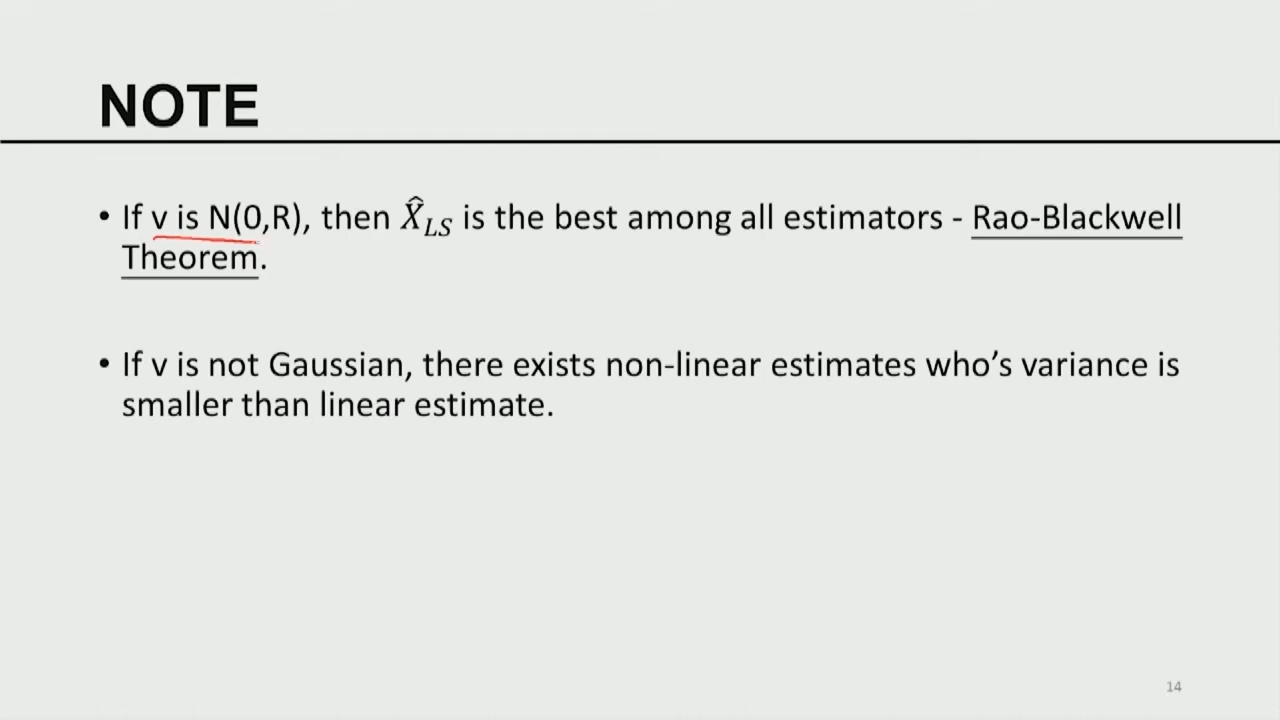 NOTE
• If v is N(0,R), then X̂_LS is the best among all estimators - Rao-Blackwell
Theorem.
• If v is not Gaussian, there exists non-linear estimates who’s variance is
smaller than linear estimate.
14